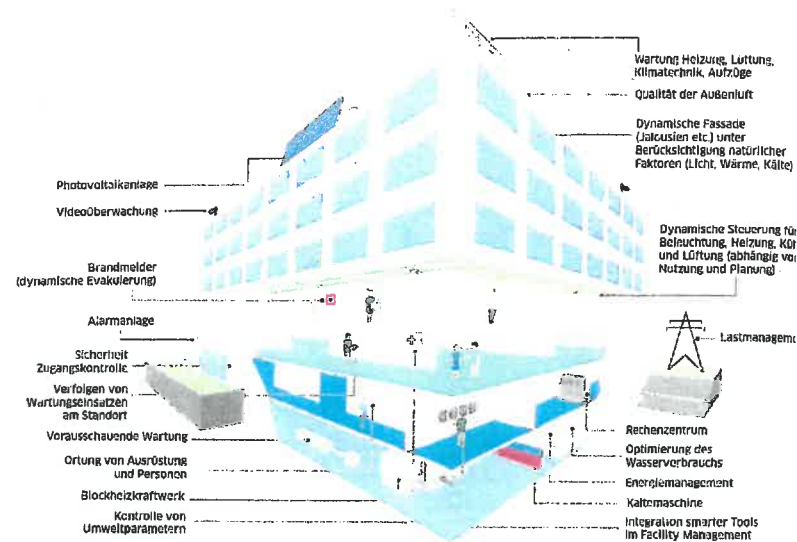 Wartung Heizung, Lüftung,
Klimatechnik, Aufzüge
Qualität der Außenluft
Dynamische Fassade
(Jalousien etc.) unter
Berücksichtigung natürlicher
Faktoren (Licht, Wärme, Kälte)
Photovoltaikanlage
Videoüberwachung
Dynamische Steuerung für
Beleuchtung, Heizung, Küh
und Lüftung (abhängig von
Nutzung und Planung)
Brandmelder
(dynamische Evakuierung)
Alarmanlage
Sicherheit
Zugangskontrolle
Lastmanageme
Verfolgen von
Wartungseinsätzen
am Standort
Rechenzentrum
Vorausschauende Wartung
Optimierung des
Wasserverbrauchs
Ortung von Ausrüstung
und Personen
Energiemanagement
Blockheizkraftwerk
Kältemaschine
Kontrolle von
Umweltparametern
Integration smarter Tools
im Facility Management